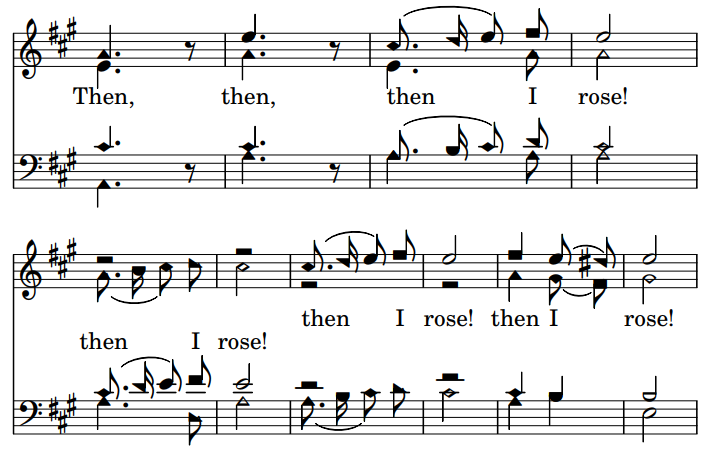 Then, then, then I rose!
then I rose! then I rose!
then I rose!